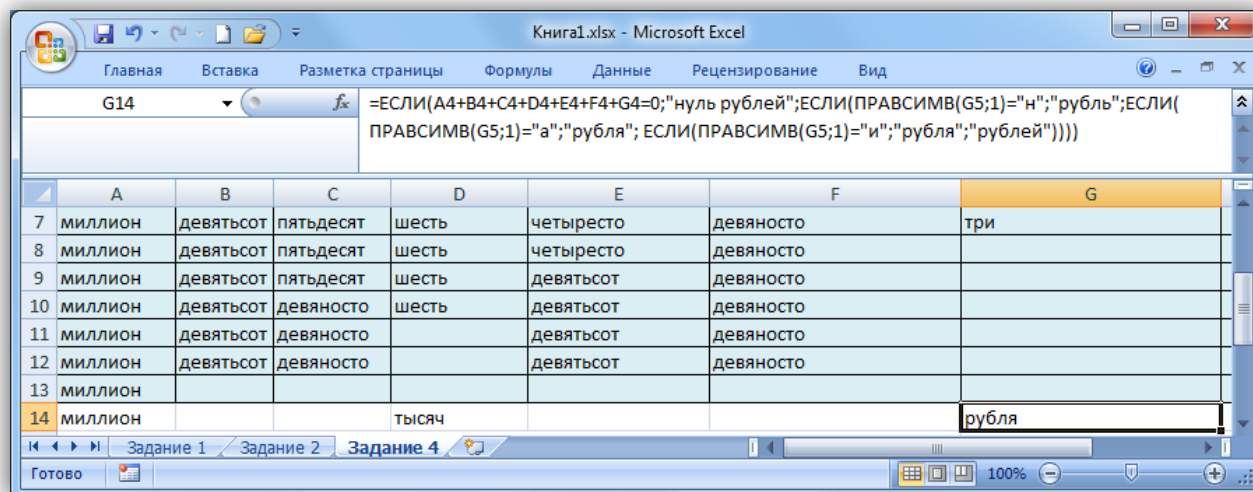 Книга1.xlsx - Microsoft Excel
Главная Вставка Разметка страницы Формулы Данные Рецензирование Вид
G14 fx =ЕСЛИ(A4+B4+C4+D4+E4+F4+G4=0;"нуль рублей";ЕСЛИ(ПРАВСИМВ(G5;1)="н";"рубль";ЕСЛИ(
ПРАВСИМВ(G5;1)="а";"рубля"; ЕСЛИ(ПРАВСИМВ(G5;1)="и";"рубля";"рублей"))))
A B C D E F G
7 миллион девятьсот пятьдесят шесть четыресто девяносто три
8 миллион девятьсот пятьдесят шесть четыресто девяносто
9 миллион девятьсот пятьдесят шесть девятьсот девяносто
10 миллион девятьсот девяносто шесть девятьсот девяносто
11 миллион девятьсот девяносто девятьсот девяносто
12 миллион девятьсот девяносто девятьсот девяносто
13 миллион
14 миллион тысяч рубля
Задание 1 Задание 2 Задание 4
Готово 100%